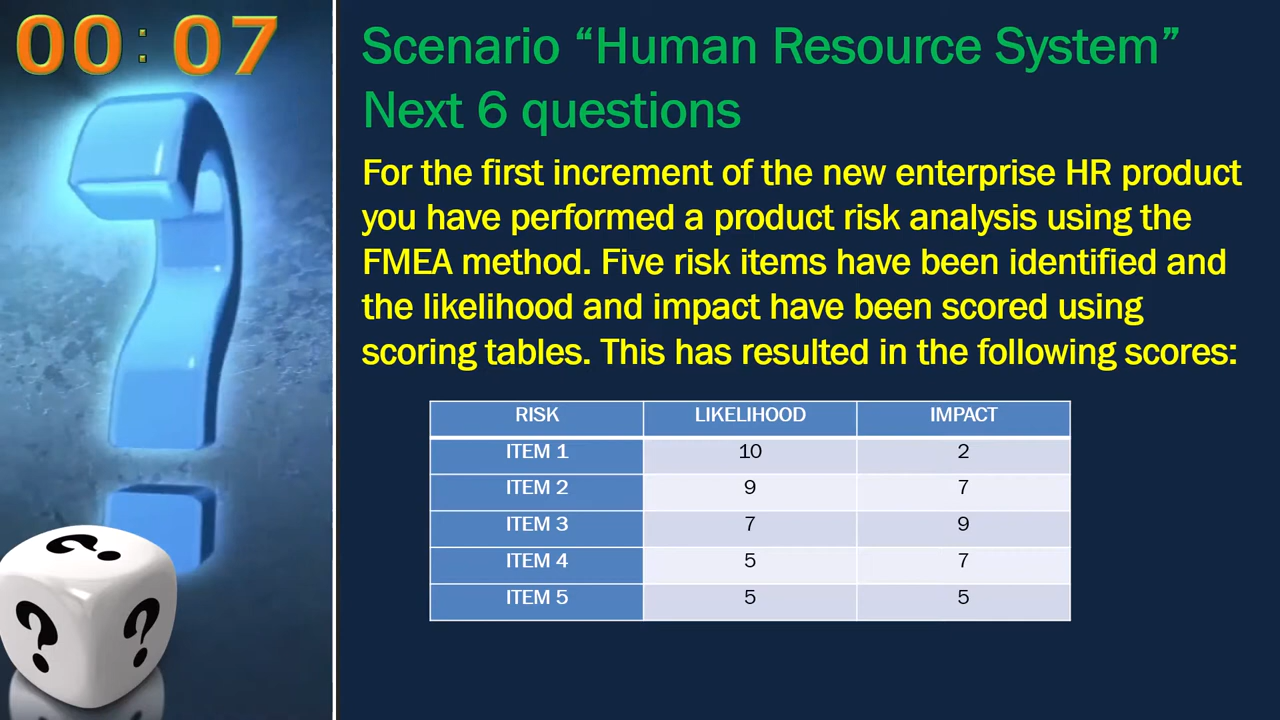 00:07
Scenario “Human Resource System”
Next 6 questions
For the first increment of the new enterprise HR product
you have performed a product risk analysis using the
FMEA method. Five risk items have been identified and
the likelihood and impact have been scored using
scoring tables. This has resulted in the following scores:
RISK LIKELIHOOD IMPACT
ITEM 1 10 2
ITEM 2 9 7
ITEM 3 7 9
ITEM 4 5 7
ITEM 5 5 5
? ? ?